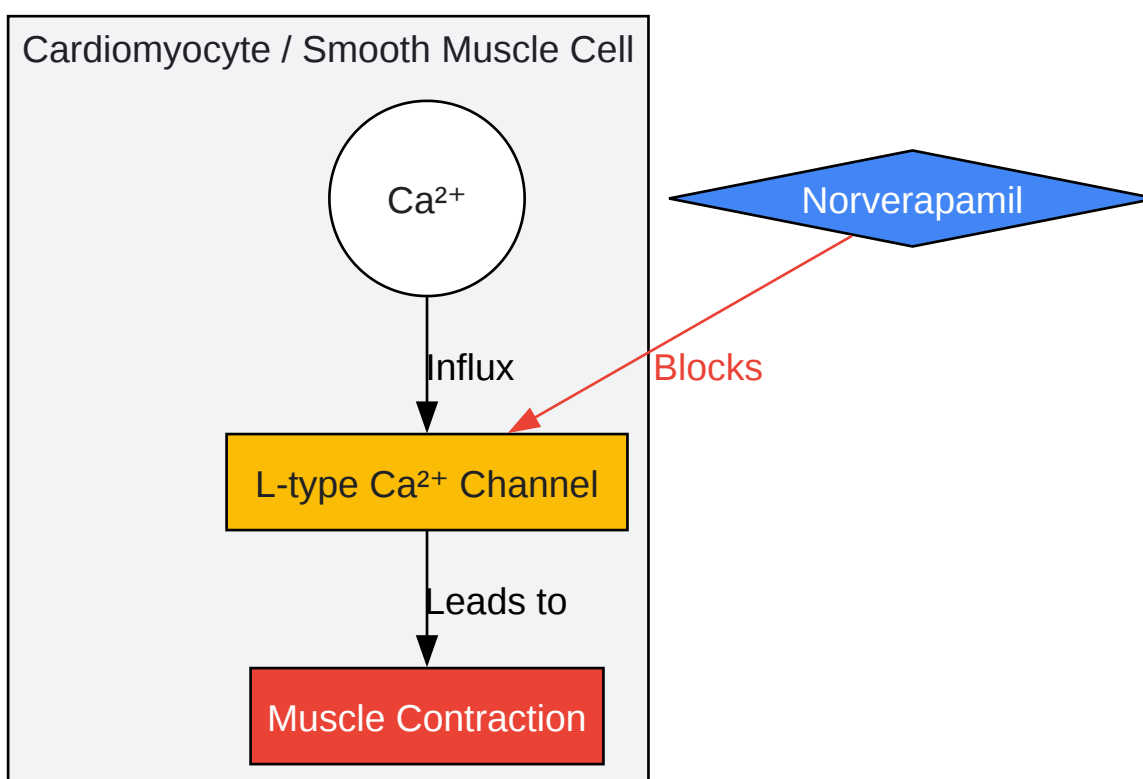 Cardiomyocyte / Smooth Muscle Cell
Ca²⁺
Norverapamil
Influx
Blocks
L-type Ca²⁺ Channel
Leads to
Muscle Contraction